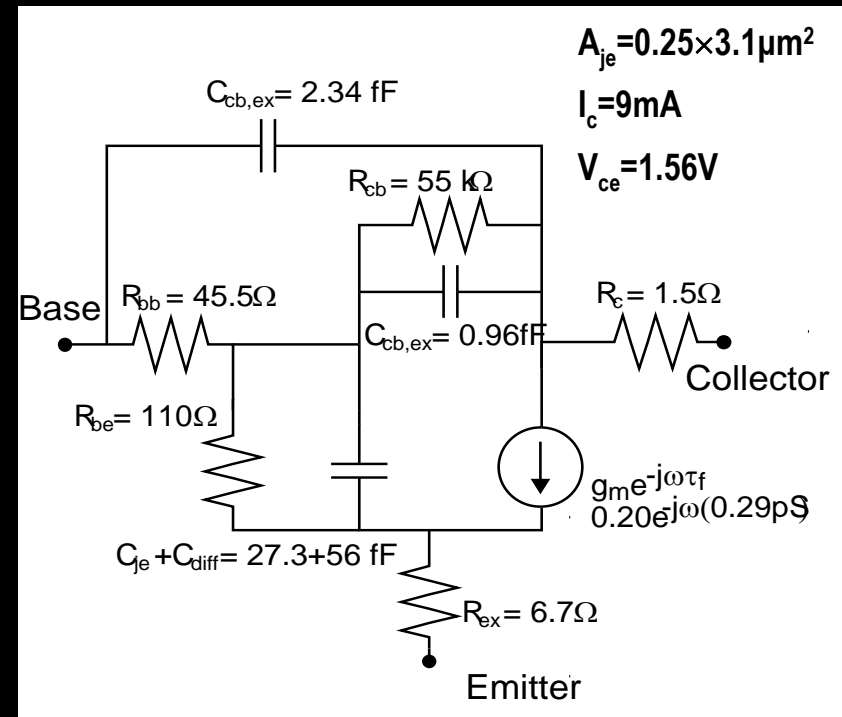 A_je=0.25×3.1µm²
I_c=9mA
V_ce=1.56V
C_cb,ex= 2.34 fF
R_cb= 55 kΩ
Base
R_bb= 45.5Ω
C_cb,ex= 0.96fF
R_c= 1.5Ω
Collector
R_be= 110Ω
g_me^-jωτ_f
0.20e^-jω(0.29pS)
C_je+C_diff= 27.3+56 fF
R_ex= 6.7Ω
Emitter